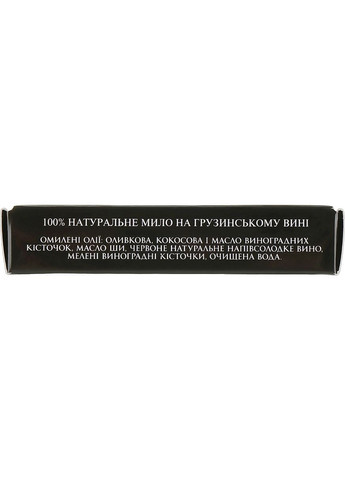 100% НАТУРАЛЬНЕ МИЛО НА ГРУЗИНСЬКОМУ ВИНІ
ОМИЛЕНІ ОЛІЇ: ОЛИВКОВА, КОКОСОВА І МАСЛО ВИНОГРАДНИХ
КІСТОЧОК, МАСЛО ШИ, ЧЕРВОНЕ НАТУРАЛЬНЕ НАПІВСОЛОДКЕ ВИНО,
МЕЛЕНІ ВИНОГРАДНІ КІСТОЧКИ, ОЧИЩЕНА ВОДА.